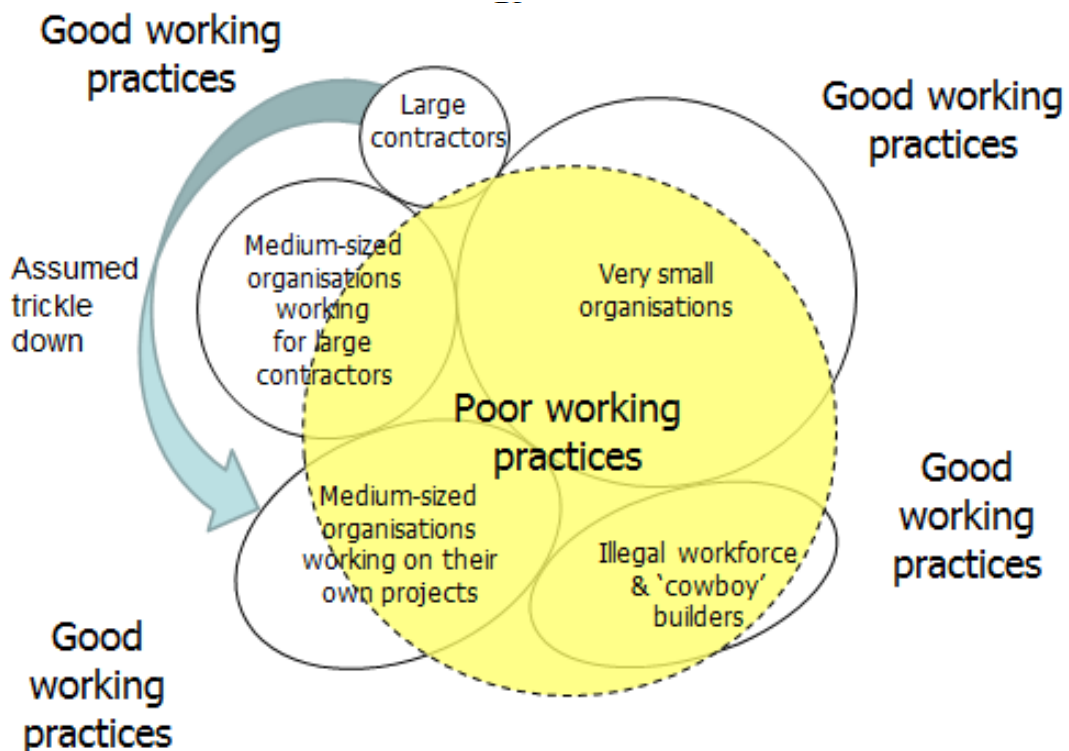 Good working
practices
Large
contractors
Good working
practices
Medium-sized
organisations
working
for large
contractors
Assumed
trickle
down
Very small
organisations
Poor working
practices
Good
working
practices
Medium-sized
organisations
working on their
own projects
Illegal workforce
& ‘cowboy’
builders
Good
working
practices